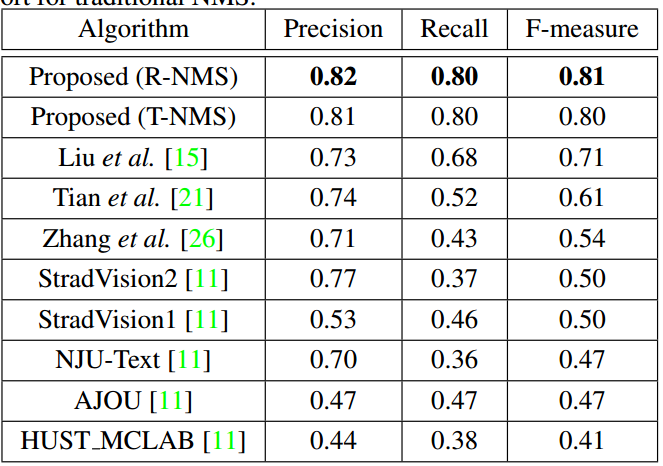 ort for traditional NMS.
Algorithm Precision Recall F-measure
Proposed (R-NMS) 0.82 0.80 0.81
Proposed (T-NMS) 0.81 0.80 0.80
Liu et al. [15] 0.73 0.68 0.71
Tian et al. [21] 0.74 0.52 0.61
Zhang et al. [26] 0.71 0.43 0.54
StradVision2 [11] 0.77 0.37 0.50
StradVision1 [11] 0.53 0.46 0.50
NJU-Text [11] 0.70 0.36 0.47
AJOU [11] 0.47 0.47 0.47
HUST_MCLAB [11] 0.44 0.38 0.41